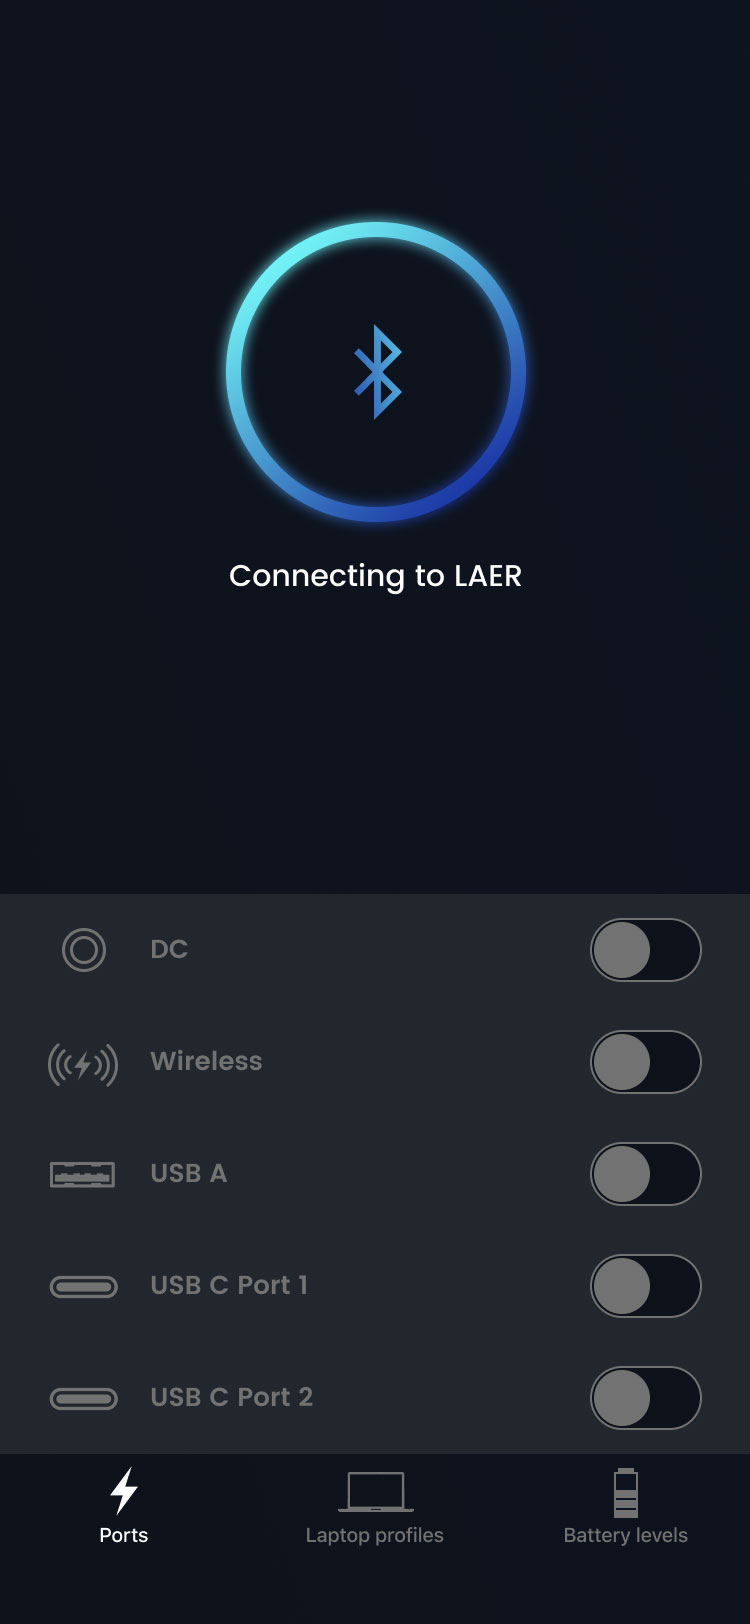 Connecting to LAER
DC
Wireless
USB A
USB C Port 1
USB C Port 2
Ports
Laptop profiles
Battery levels